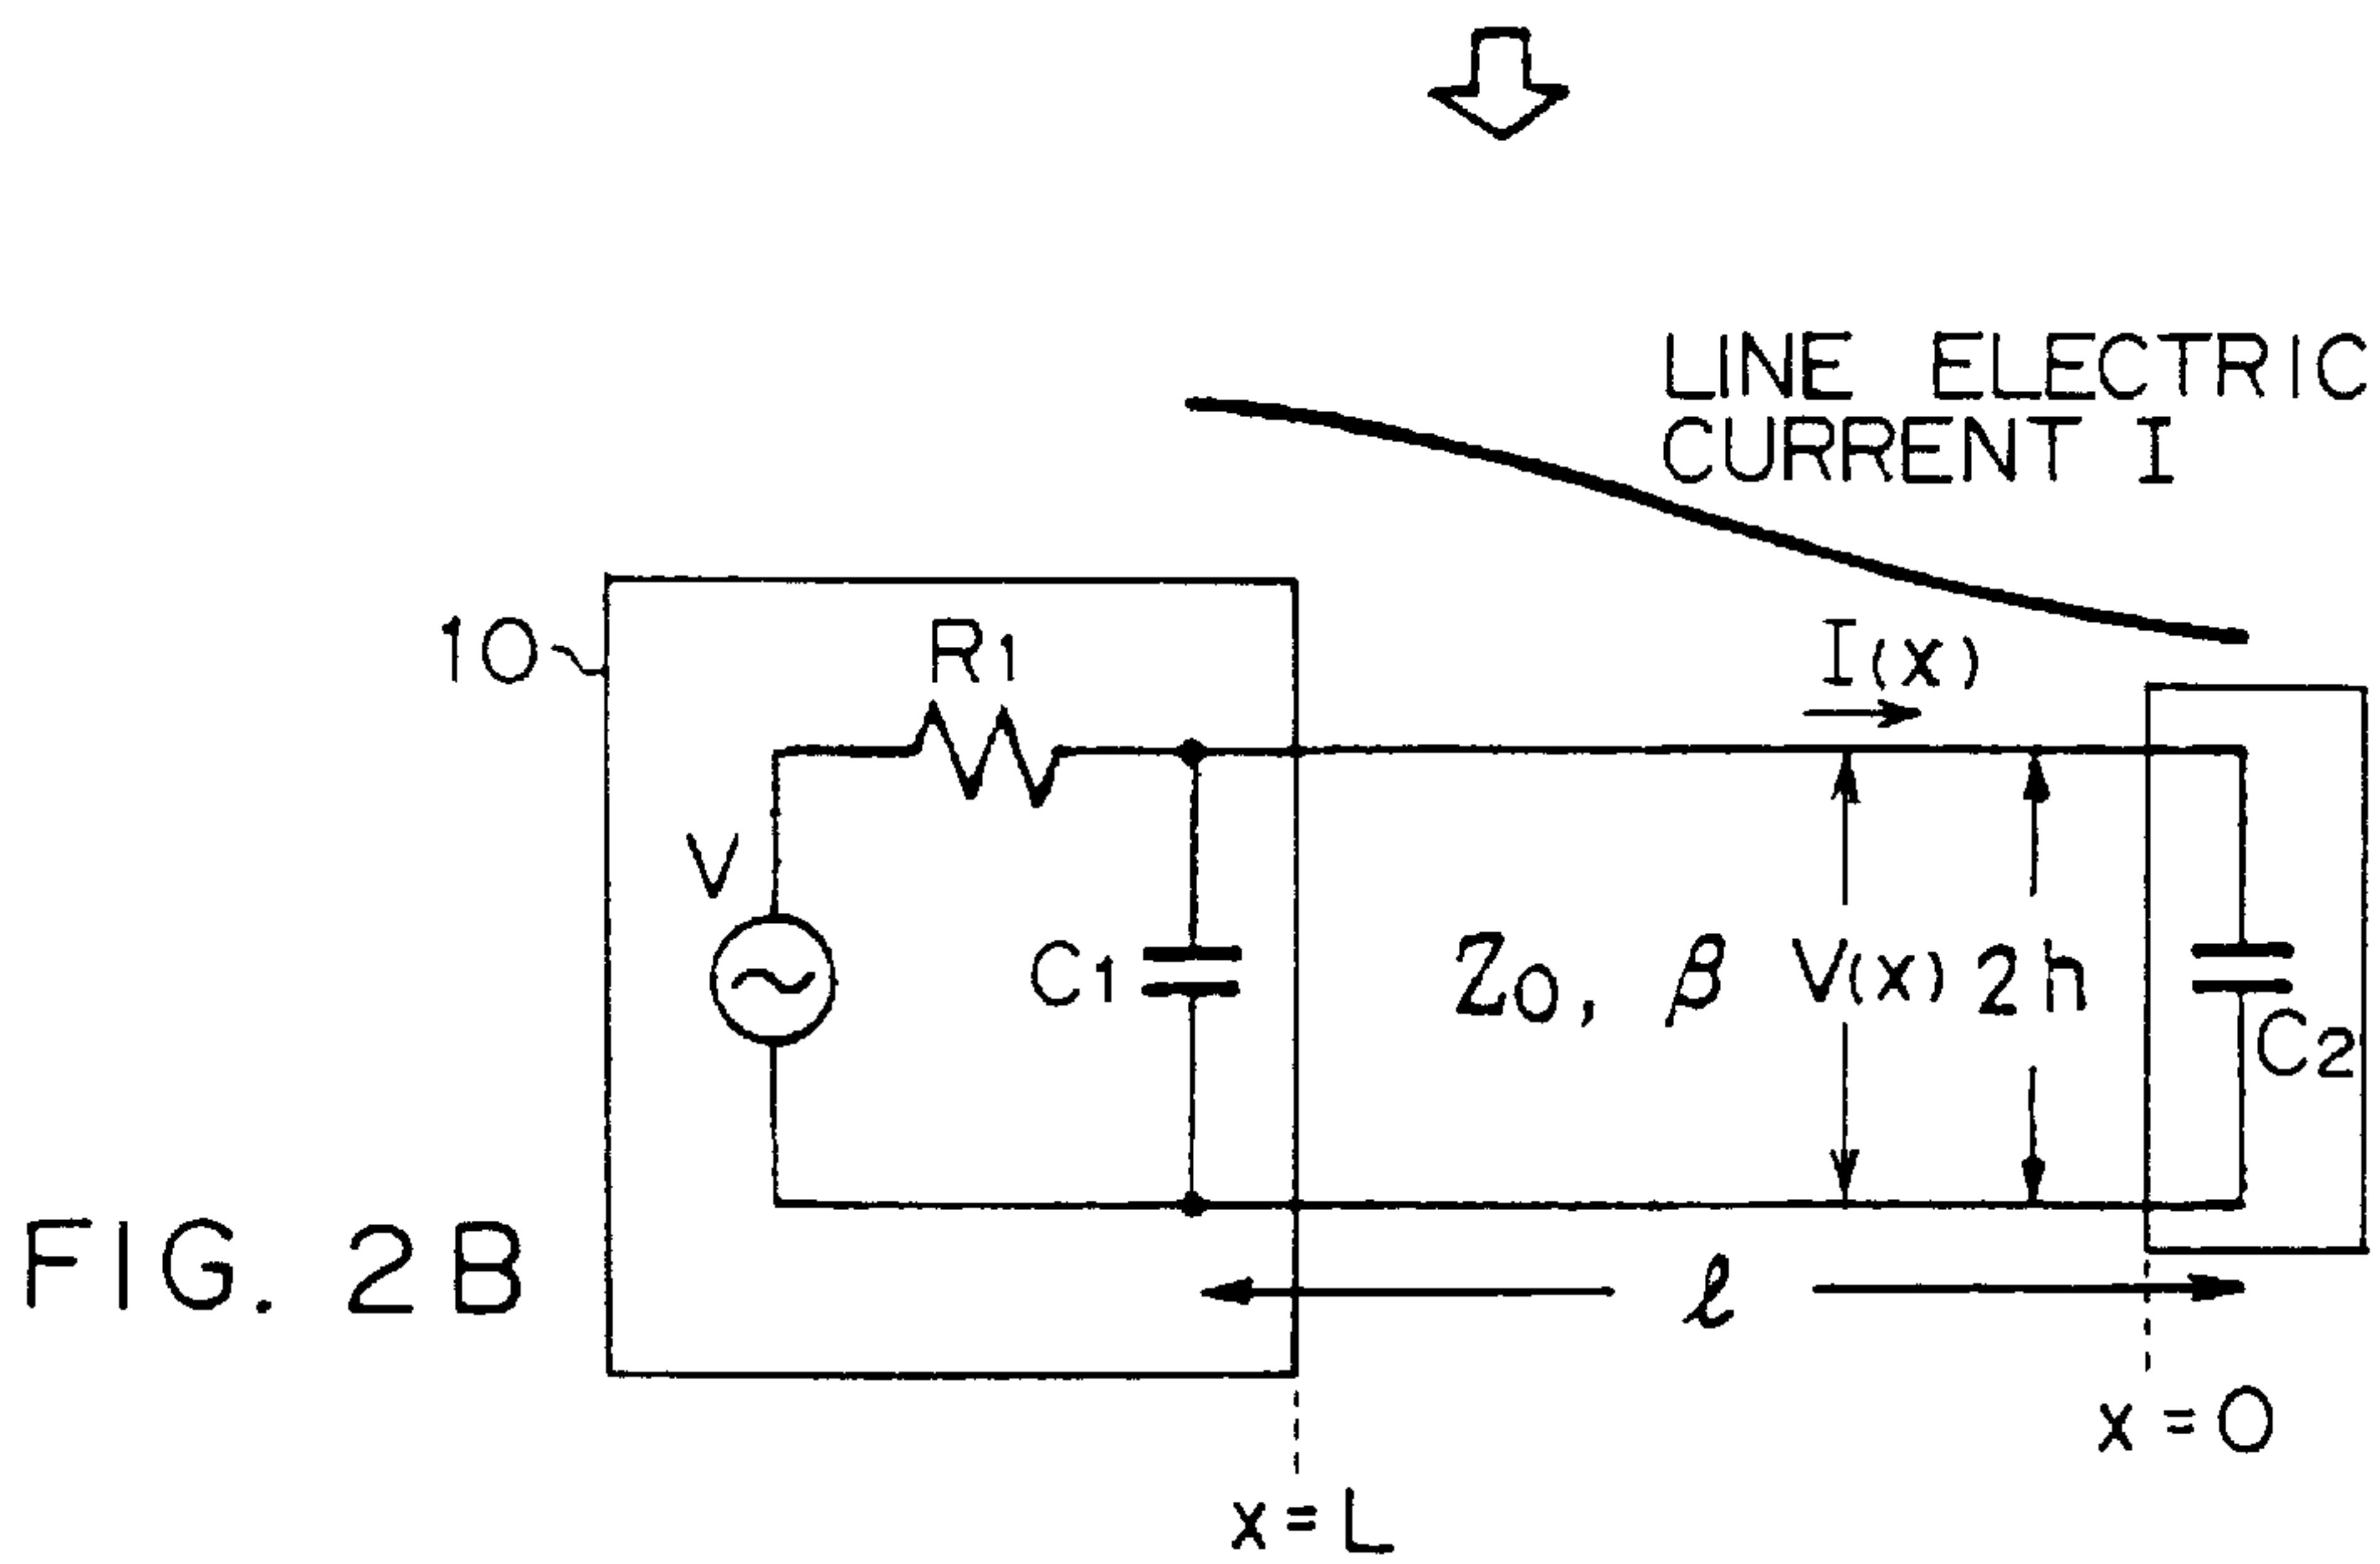 LINE ELECTRIC
CURRENT I
10
R1
I(x)
V
C1
Z0, β
V(x)
2h
C2
FIG. 2B
ℓ
x=0
x=L